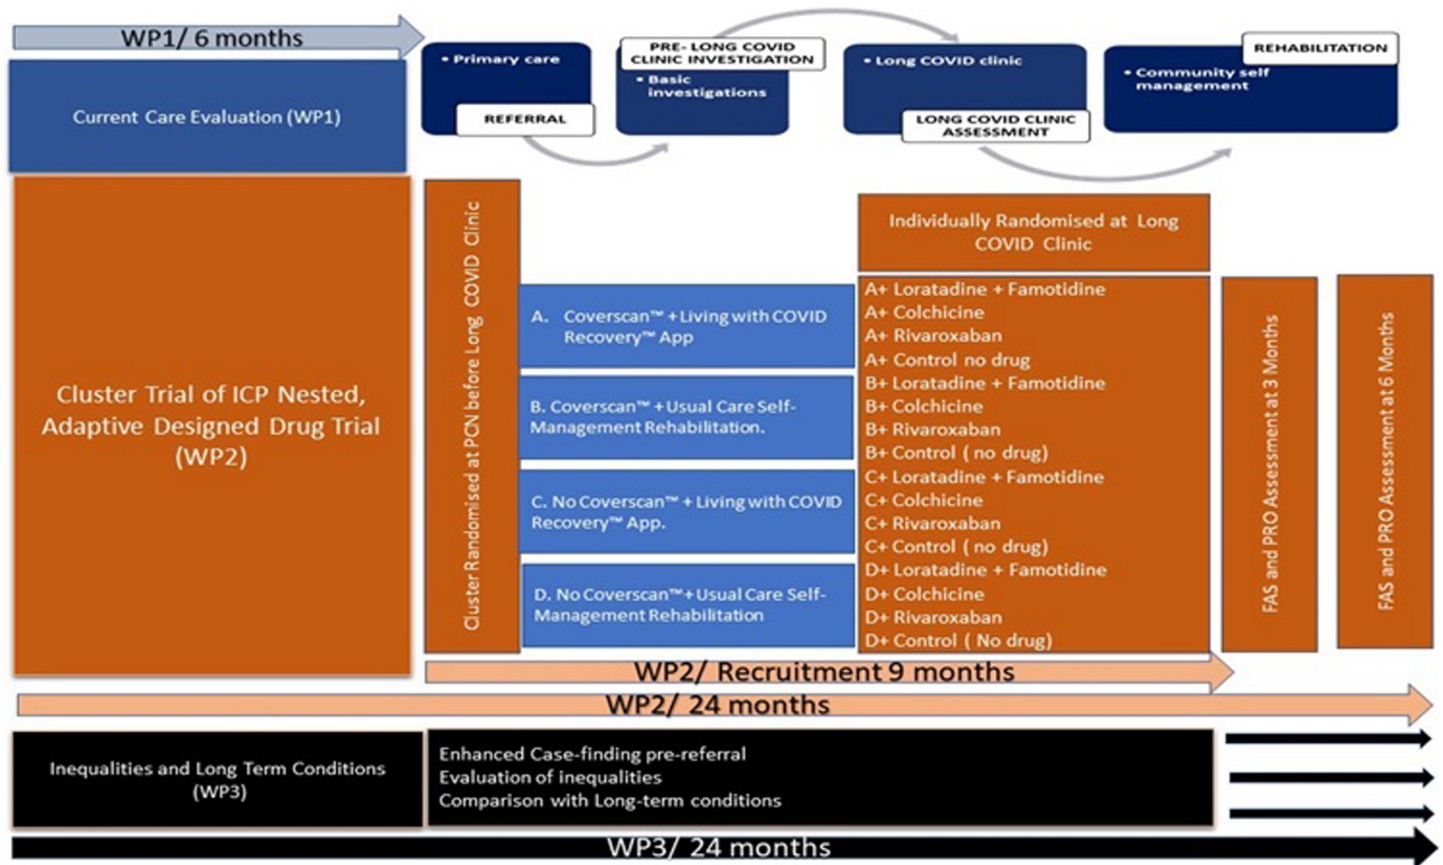 WP1/ 6 months
Current Care Evaluation (WP1)
• Primary care
REFERRAL
PRE- LONG COVID
CLINIC INVESTIGATION
• Basic
investigations
• Long COVID clinic
LONG COVID CLINIC
ASSESSMENT
REHABILITATION
• Community self
management
Cluster Trial of ICP Nested,
Adaptive Designed Drug Trial
(WP2)
Cluster Randomised at PCN before Long COVID Clinic
A. Coverscan™ + Living with COVID
Recovery™ App
B. Coverscan™ + Usual Care Self-
Management Rehabilitation.
C. No Coverscan™ + Living with COVID
Recovery™ App.
D. No Coverscan™+ Usual Care Self-
Management Rehabilitation
Individually Randomised at Long
COVID Clinic
A+ Loratadine + Famotidine
A+ Colchicine
A+ Rivaroxaban
A+ Control no drug
B+ Loratadine + Famotidine
B+ Colchicine
B+ Rivaroxaban
B+ Control ( no drug)
C+ Loratadine + Famotidine
C+ Colchicine
C+ Rivaroxaban
C+ Control ( no drug)
D+ Loratadine + Famotidine
D+ Colchicine
D+ Rivaroxaban
D+ Control ( No drug)
FAS and PRO Assessment at 3 Months
FAS and PRO Assessment at 6 Months
WP2/ Recruitment 9 months
WP2/ 24 months
Inequalities and Long Term Conditions
(WP3)
Enhanced Case-finding pre-referral
Evaluation of inequalities
Comparison with Long-term conditions
WP3/ 24 months